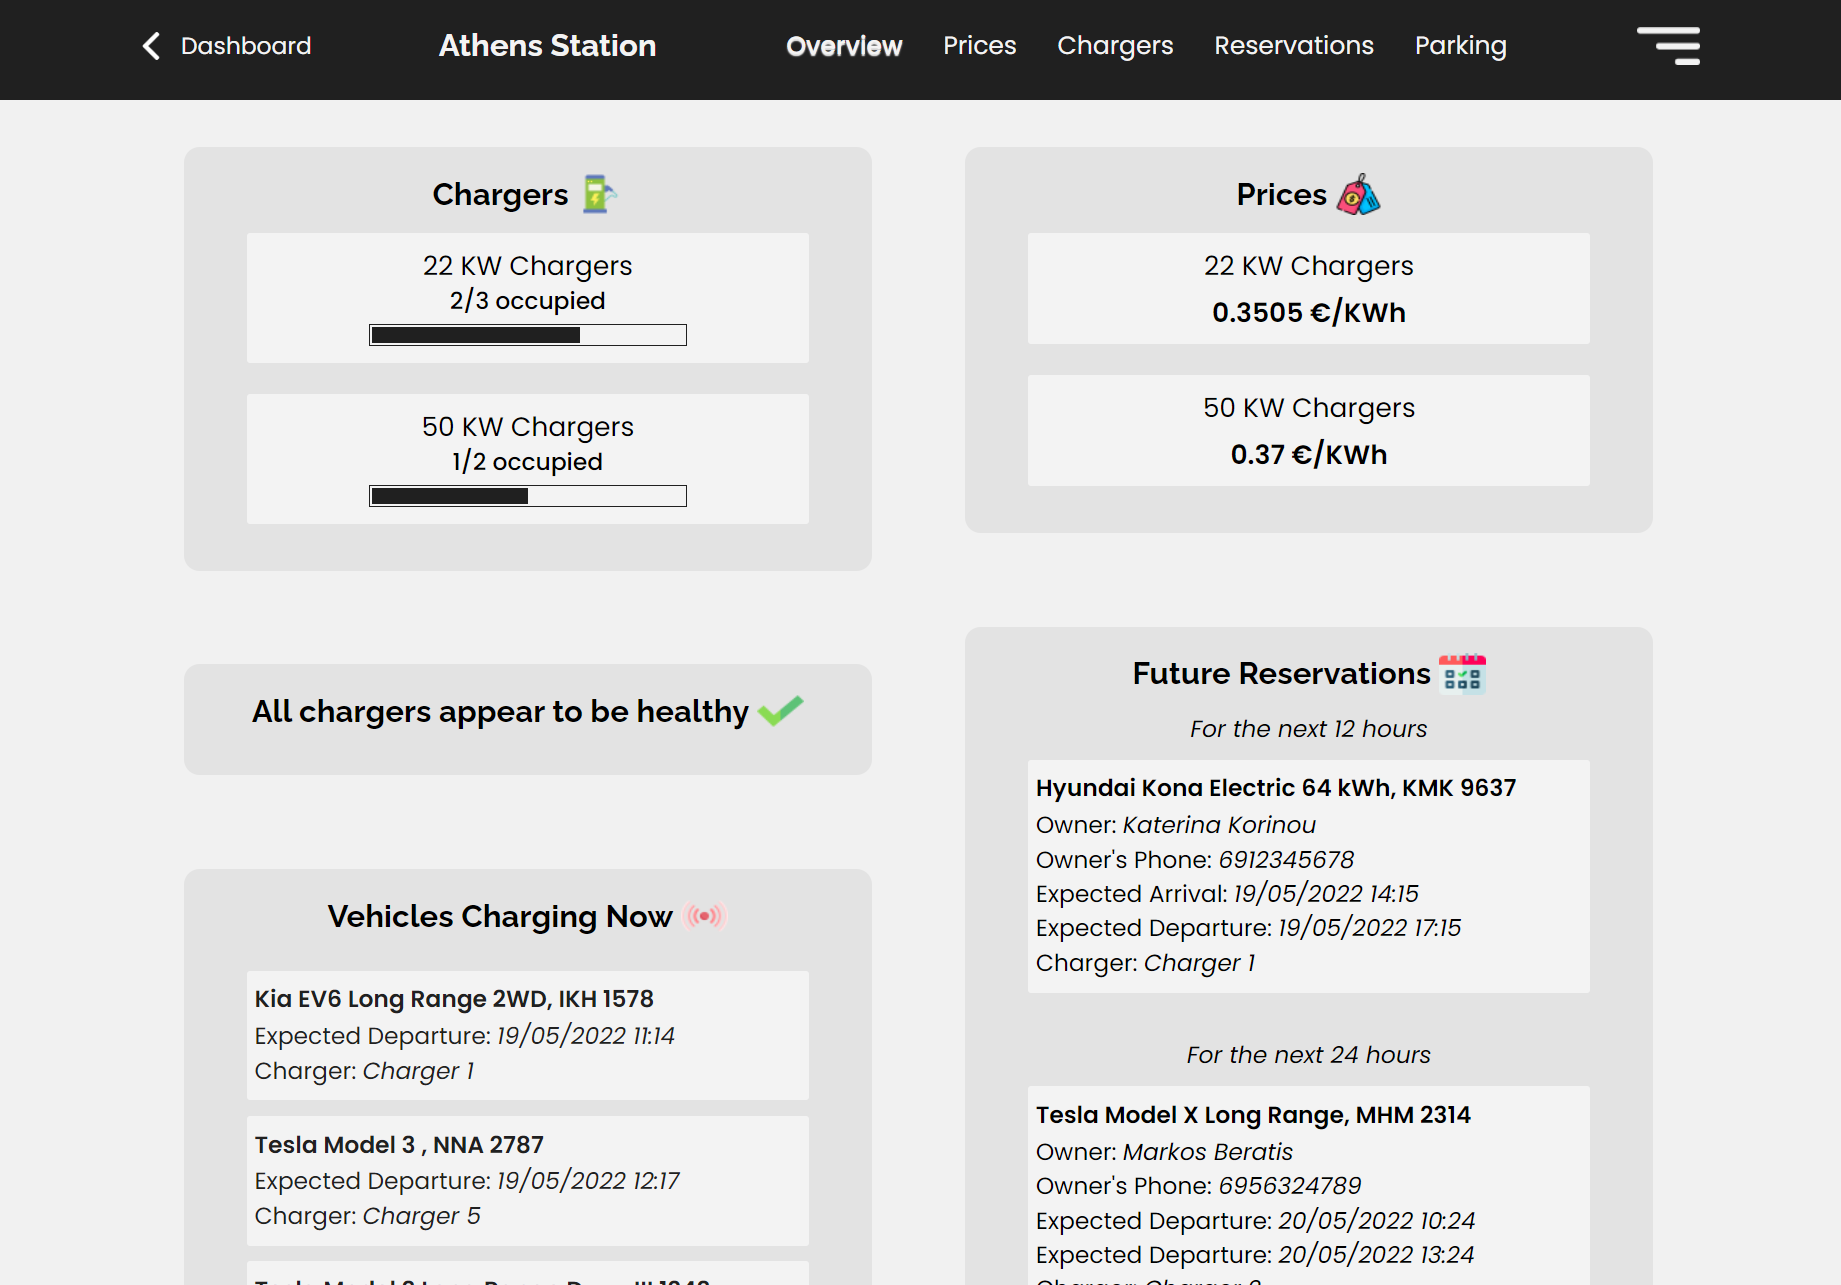 Dashboard
Athens Station
Overview
Prices
Chargers
Reservations
Parking
Chargers
22 KW Chargers
2/3 occupied
50 KW Chargers
1/2 occupied
All chargers appear to be healthy
Vehicles Charging Now
Kia EV6 Long Range 2WD, IKH 1578
Expected Departure: 19/05/2022 11:14
Charger: Charger 1
Tesla Model 3 , NNA 2787
Expected Departure: 19/05/2022 12:17
Charger: Charger 5
Prices
22 KW Chargers
0.3505 €/KWh
50 KW Chargers
0.37 €/KWh
Future Reservations
For the next 12 hours
Hyundai Kona Electric 64 kWh, KMK 9637
Owner: Katerina Korinou
Owner's Phone: 6912345678
Expected Arrival: 19/05/2022 14:15
Expected Departure: 19/05/2022 17:15
Charger: Charger 1
For the next 24 hours
Tesla Model X Long Range, MHM 2314
Owner: Markos Beratis
Owner's Phone: 6956324789
Expected Departure: 20/05/2022 10:24
Expected Departure: 20/05/2022 13:24